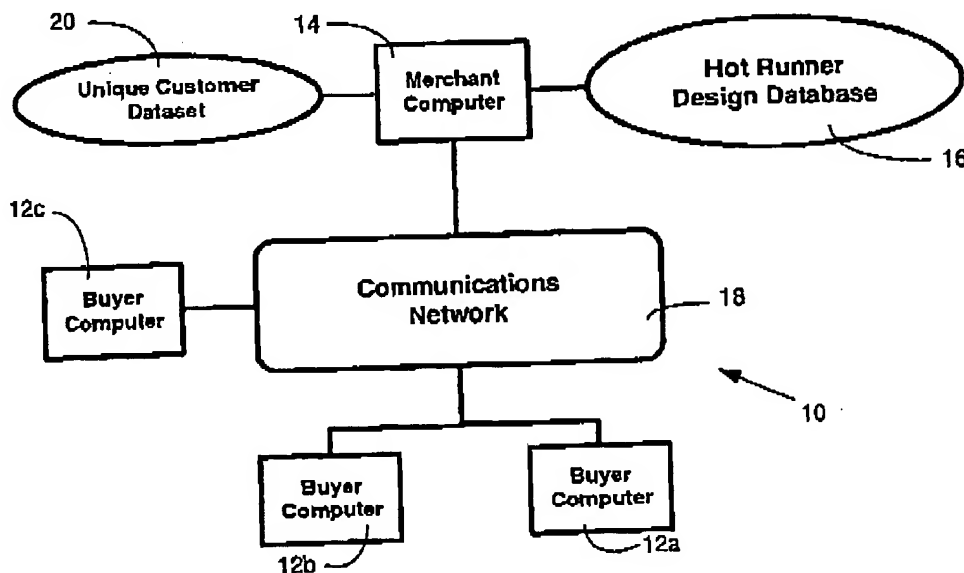 20
14
Unique Customer
Dataset
Merchant
Computer
Hot Runner
Design Database
16
12c
Buyer
Computer
Communications
Network
18
10
Buyer
Computer
12b
Buyer
Computer
12a